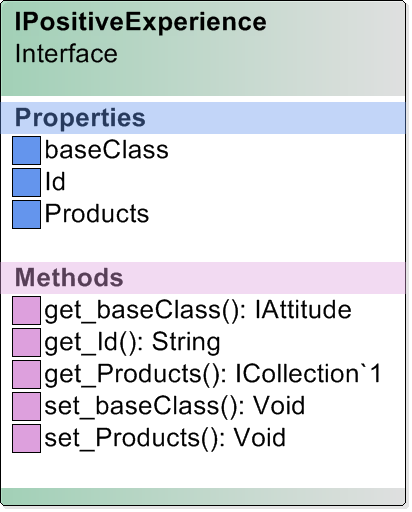 IPositiveExperience
Interface
Properties
baseClass
Id
Products
Methods
get_baseClass(): IAttitude
get_Id(): String
get_Products(): ICollection`1
set_baseClass(): Void
set_Products(): Void